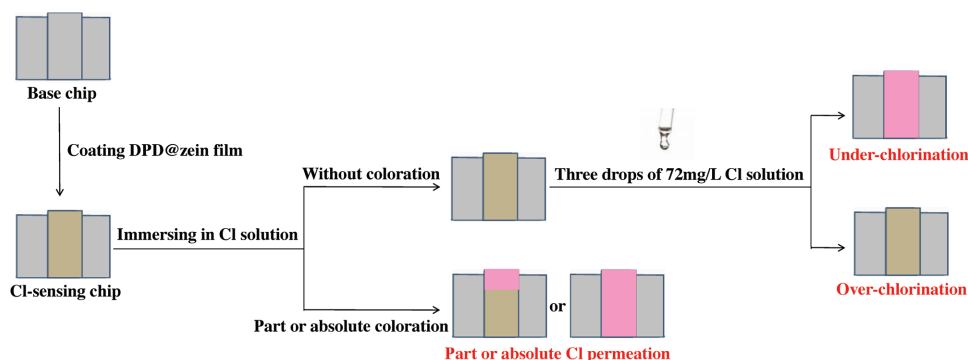 Base chip
Coating DPD@zein film
Cl-sensing chip
Immersing in Cl solution
Without coloration
Three drops of 72mg/L Cl solution
Under-chlorination
Over-chlorination
Part or absolute coloration
or
Part or absolute Cl permeation